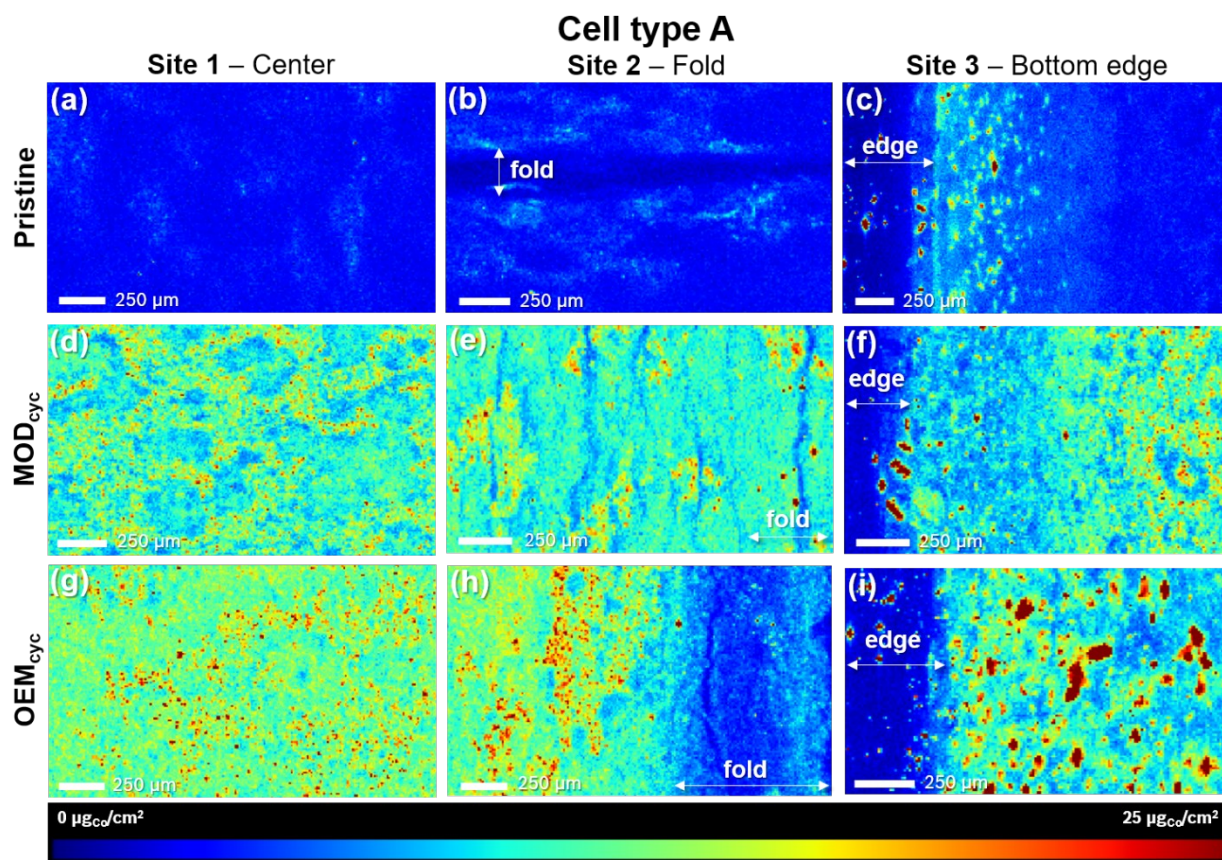 Cell type A
Site 1 – Center
Site 2 – Fold
Site 3 – Bottom edge
Pristine
(a)
250 µm
(b)
fold
250 µm
(c)
edge
250 µm
MODcyc
(d)
250 µm
(e)
fold
250 µm
(f)
edge
250 µm
OEMcyc
(g)
250 µm
(h)
fold
250 µm
(i)
edge
250 µm
0 µgCo/cm²
25 µgCo/cm²